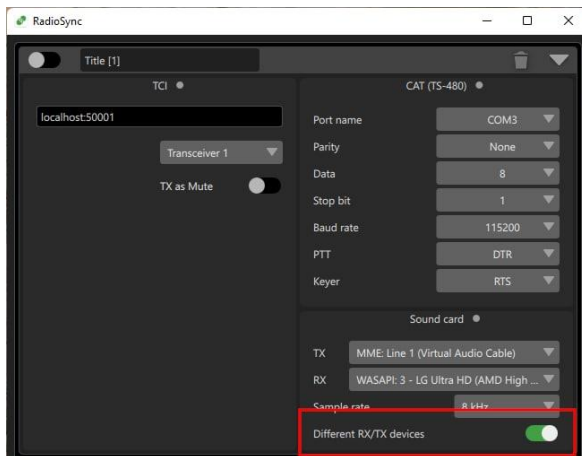 RadioSync
Title [1]
TCI
localhost:50001
Transceiver 1
TX as Mute
CAT (TS-480)
Port name COM3
Parity None
Data 8
Stop bit 1
Baud rate 115200
PTT DTR
Keyer RTS
Sound card
TX MME: Line 1 (Virtual Audio Cable)
RX WASAPI: 3 - LG Ultra HD (AMD High ...
Sample rate 8 kHz
Different RX/TX devices